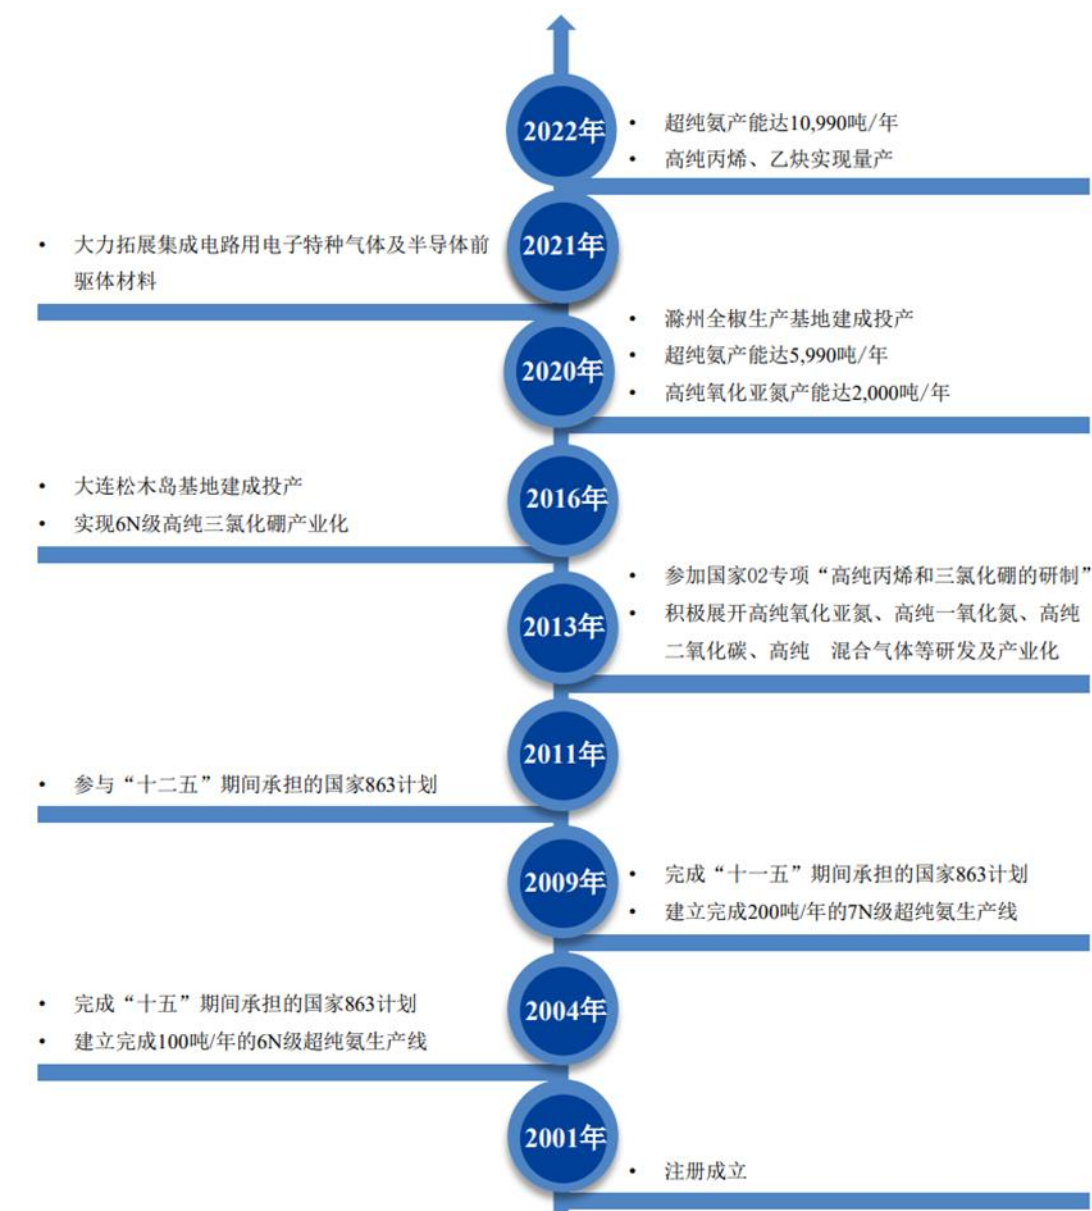 2022年
• 超纯氨产能达10,990吨/年
• 高纯丙烯、乙炔实现量产
2021年
• 大力拓展集成电路用电子特种气体及半导体前
驱体材料
2020年
• 滁州全椒生产基地建成投产
• 超纯氨产能达5,990吨/年
• 高纯氧化亚氮产能达2,000吨/年
2016年
• 大连松木岛基地建成投产
• 实现6N级高纯三氯化硼产业化
2013年
• 参加国家02专项“高纯丙烯和三氯化硼的研制”
• 积极展开高纯氧化亚氮、高纯一氧化氮、高纯
二氧化碳、高纯 混合气体等研发及产业化
2011年
• 参与“十二五”期间承担的国家863计划
2009年
• 完成“十一五”期间承担的国家863计划
• 建立完成200吨/年的7N级超纯氨生产线
2004年
• 完成“十五”期间承担的国家863计划
• 建立完成100吨/年的6N级超纯氨生产线
2001年
• 注册成立